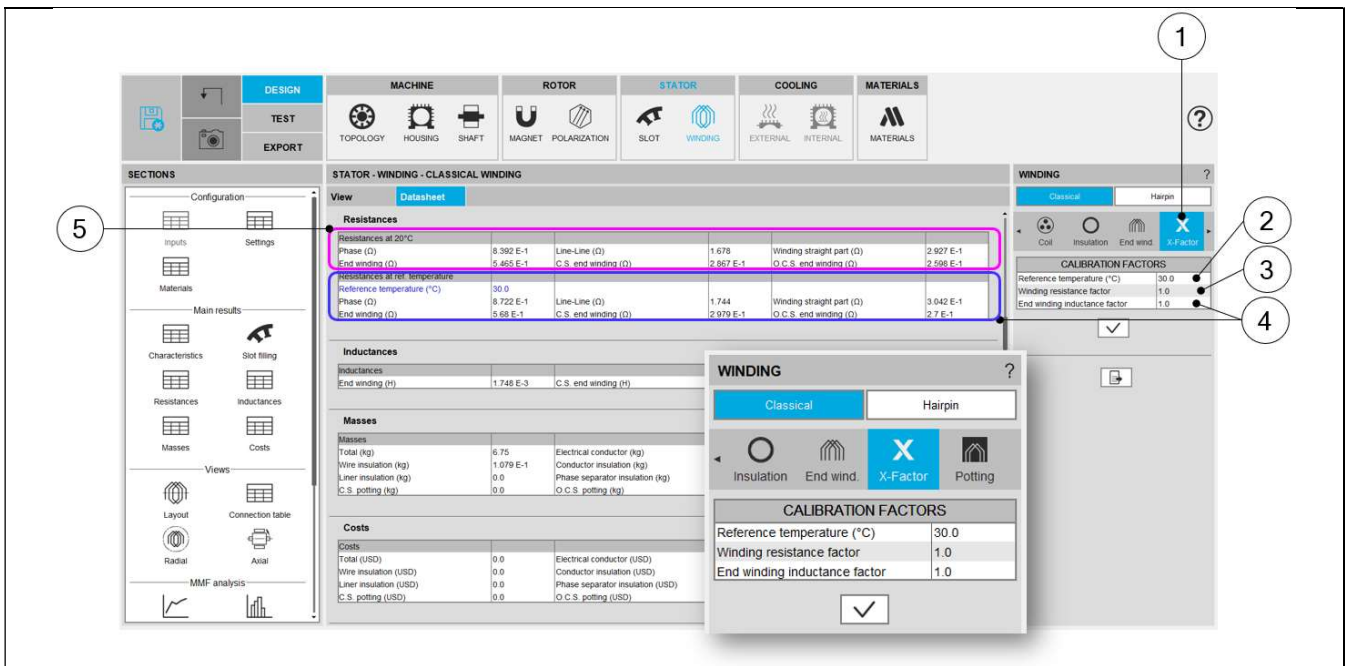 1
DESIGN
TEST
EXPORT
MACHINE
TOPOLOGY HOUSING SHAFT
ROTOR
MAGNET POLARIZATION
STATOR
SLOT WINDING
COOLING
EXTERNAL INTERNAL
MATERIALS
MATERIALS
?
SECTIONS
Configuration
Inputs Settings
Materials
Main results
Characteristics Slot filling
Resistances Inductances
Masses Costs
Views
Layout Connection table
Radial Axial
MMF analysis
5
STATOR - WINDING - CLASSICAL WINDING
View Datasheet
Resistances
Resistances at 20°C
Phase (Ω) 8.392 E-1 Line-Line (Ω) 1.678 Winding straight part (Ω) 2.927 E-1
End winding (Ω) 5.465 E-1 C.S. end winding (Ω) 2.867 E-1 O.C.S. end winding (Ω) 2.598 E-1
Resistances at ref. temperature
Reference temperature (°C) 30.0
Phase (Ω) 8.722 E-1 Line-Line (Ω) 1.744 Winding straight part (Ω) 3.042 E-1
End winding (Ω) 5.68 E-1 C.S. end winding (Ω) 2.979 E-1 O.C.S. end winding (Ω) 2.7 E-1
Inductances
Inductances
End winding (H) 1.748 E-3 C.S. end winding (H)
Masses
Masses
Total (kg) 6.75 Electrical conductor (kg)
Wire insulation (kg) 1.079 E-1 Conductor insulation (kg)
Liner insulation (kg) 0.0 Phase separator insulation (kg)
C.S. potting (kg) 0.0 O.C.S. potting (kg)
Costs
Costs
Total (USD) 0.0 Electrical conductor (USD)
Wire insulation (USD) 0.0 Conductor insulation (USD)
Liner insulation (USD) 0.0 Phase separator insulation (USD)
C.S. potting (USD) 0.0 O.C.S. potting (USD)
WINDING ?
Classical Hairpin
Coil Insulation End wind. X-Factor
CALIBRATION FACTORS
Reference temperature (°C) 30.0
Winding resistance factor 1.0
End winding inductance factor 1.0
2
3
4
WINDING ?
Classical Hairpin
Insulation End wind. X-Factor Potting
CALIBRATION FACTORS
Reference temperature (°C) 30.0
Winding resistance factor 1.0
End winding inductance factor 1.0